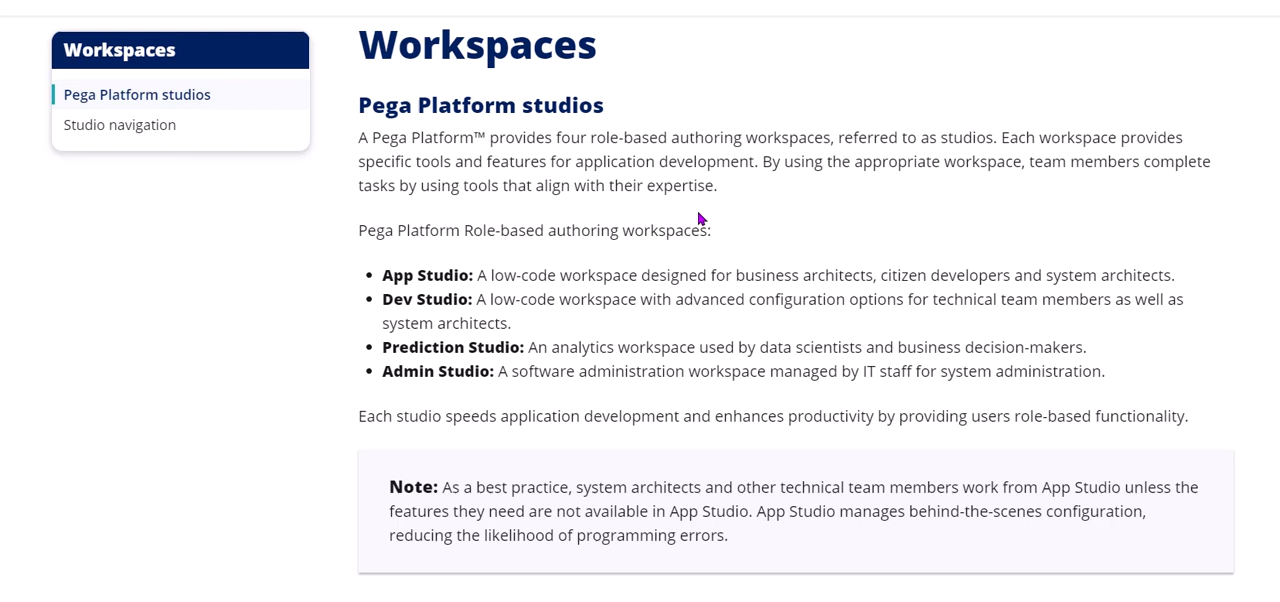 Workspaces
Pega Platform studios
Studio navigation
Workspaces
Pega Platform studios
A Pega Platform™ provides four role-based authoring workspaces, referred to as studios. Each workspace provides
specific tools and features for application development. By using the appropriate workspace, team members complete
tasks by using tools that align with their expertise.
Pega Platform Role-based authoring workspaces:
• App Studio: A low-code workspace designed for business architects, citizen developers and system architects.
• Dev Studio: A low-code workspace with advanced configuration options for technical team members as well as
system architects.
• Prediction Studio: An analytics workspace used by data scientists and business decision-makers.
• Admin Studio: A software administration workspace managed by IT staff for system administration.
Each studio speeds application development and enhances productivity by providing users role-based functionality.
Note: As a best practice, system architects and other technical team members work from App Studio unless the
features they need are not available in App Studio. App Studio manages behind-the-scenes configuration,
reducing the likelihood of programming errors.